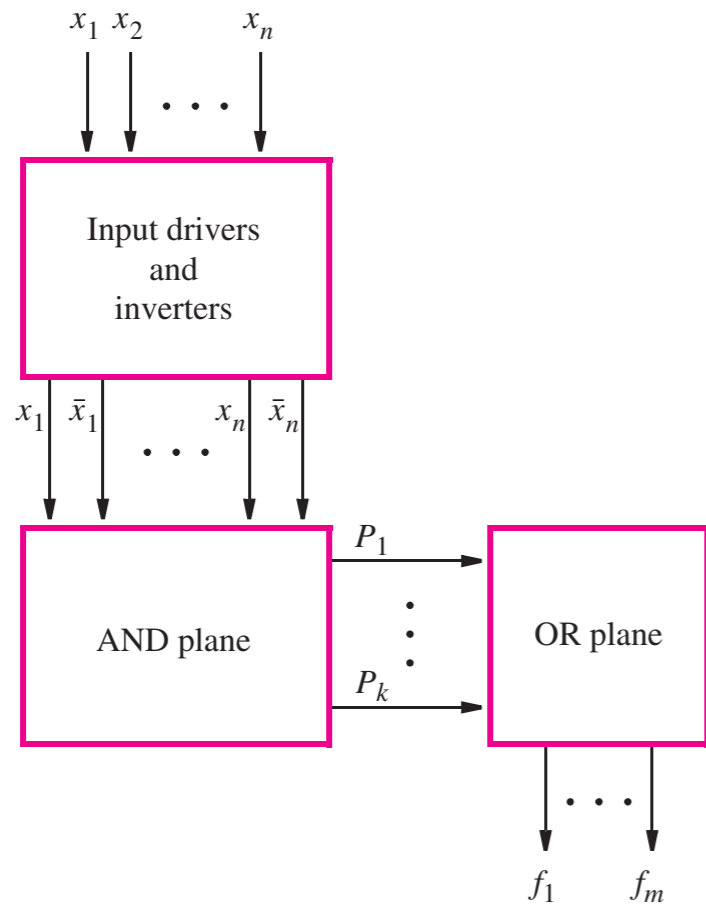 x₁ x₂ . . . xₙ
Input drivers
and
inverters
x₁ x̄₁ . . . xₙ x̄ₙ
P₁
AND plane
OR plane
Pₖ
. . .
f₁ fₘ